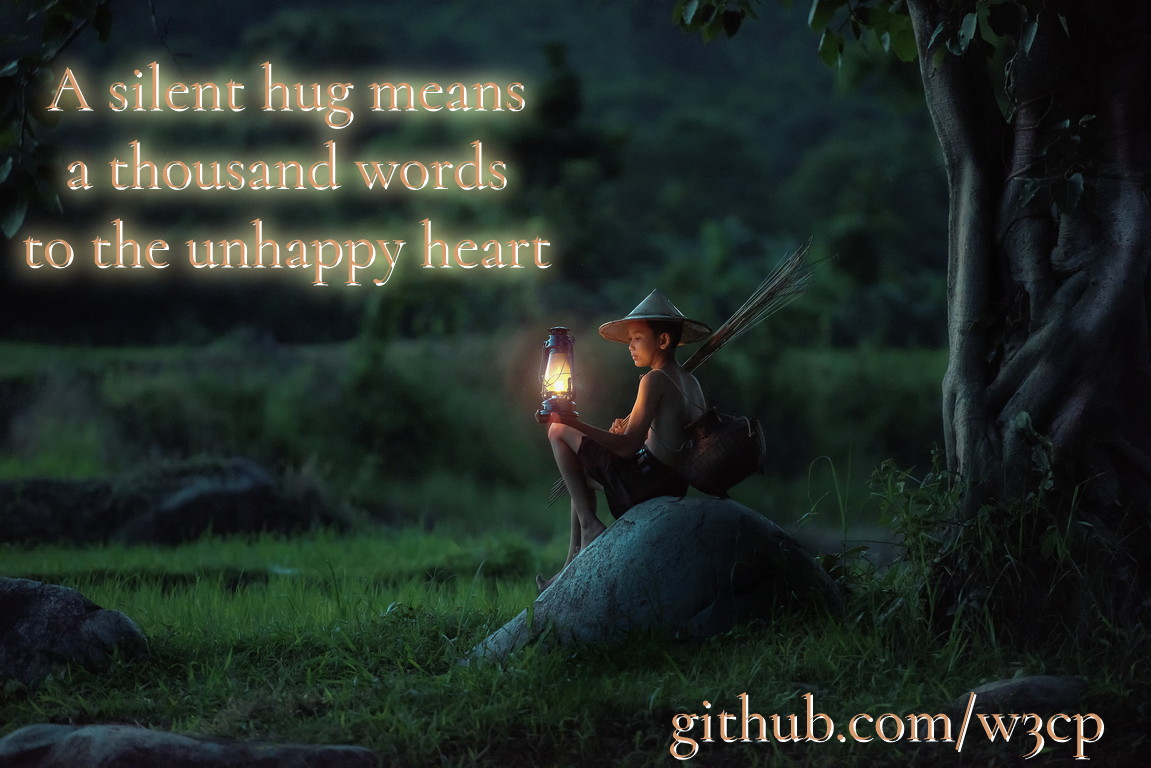 A silent hug means
a thousand words
to the unhappy heart
github.com/w3cp